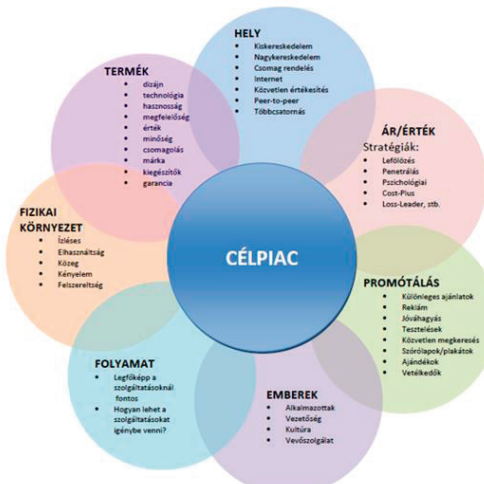 HELY
Kiskereskedelem
Nagykereskedelem
Csomag rendelés
Internet
Közvetlen értékesítés
Peer-to-peer
Többcsatornás
TERMÉK
dizájn
technológia
hasznosság
megfelelőség
érték
minőség
csomagolás
márka
kiegészítők
garancia
ÁR/ÉRTÉK
Stratégiák:
Lefölözés
Penetrálás
Pszichológiai
Cost-Plus
Loss-Leader, stb.
FIZIKAI
KÖRNYEZET
Ízléses
Elhasználtság
Közeg
Kényelem
Felszereltség
CÉLPIAC
PROMÓTÁLÁS
Különleges ajánlatok
Reklám
Jóváhagyás
Tesztelések
Közvetlen megkeresés
Szórólapok/plakátok
Ajándékok
Vetélkedők
FOLYAMAT
Legfőképp a
szolgáltatásoknál
fontos
Hogyan lehet a
szolgáltatásokat
igénybe venni?
EMBEREK
Alkalmazottak
Vezetőség
Kultúra
Vevőszolgálat